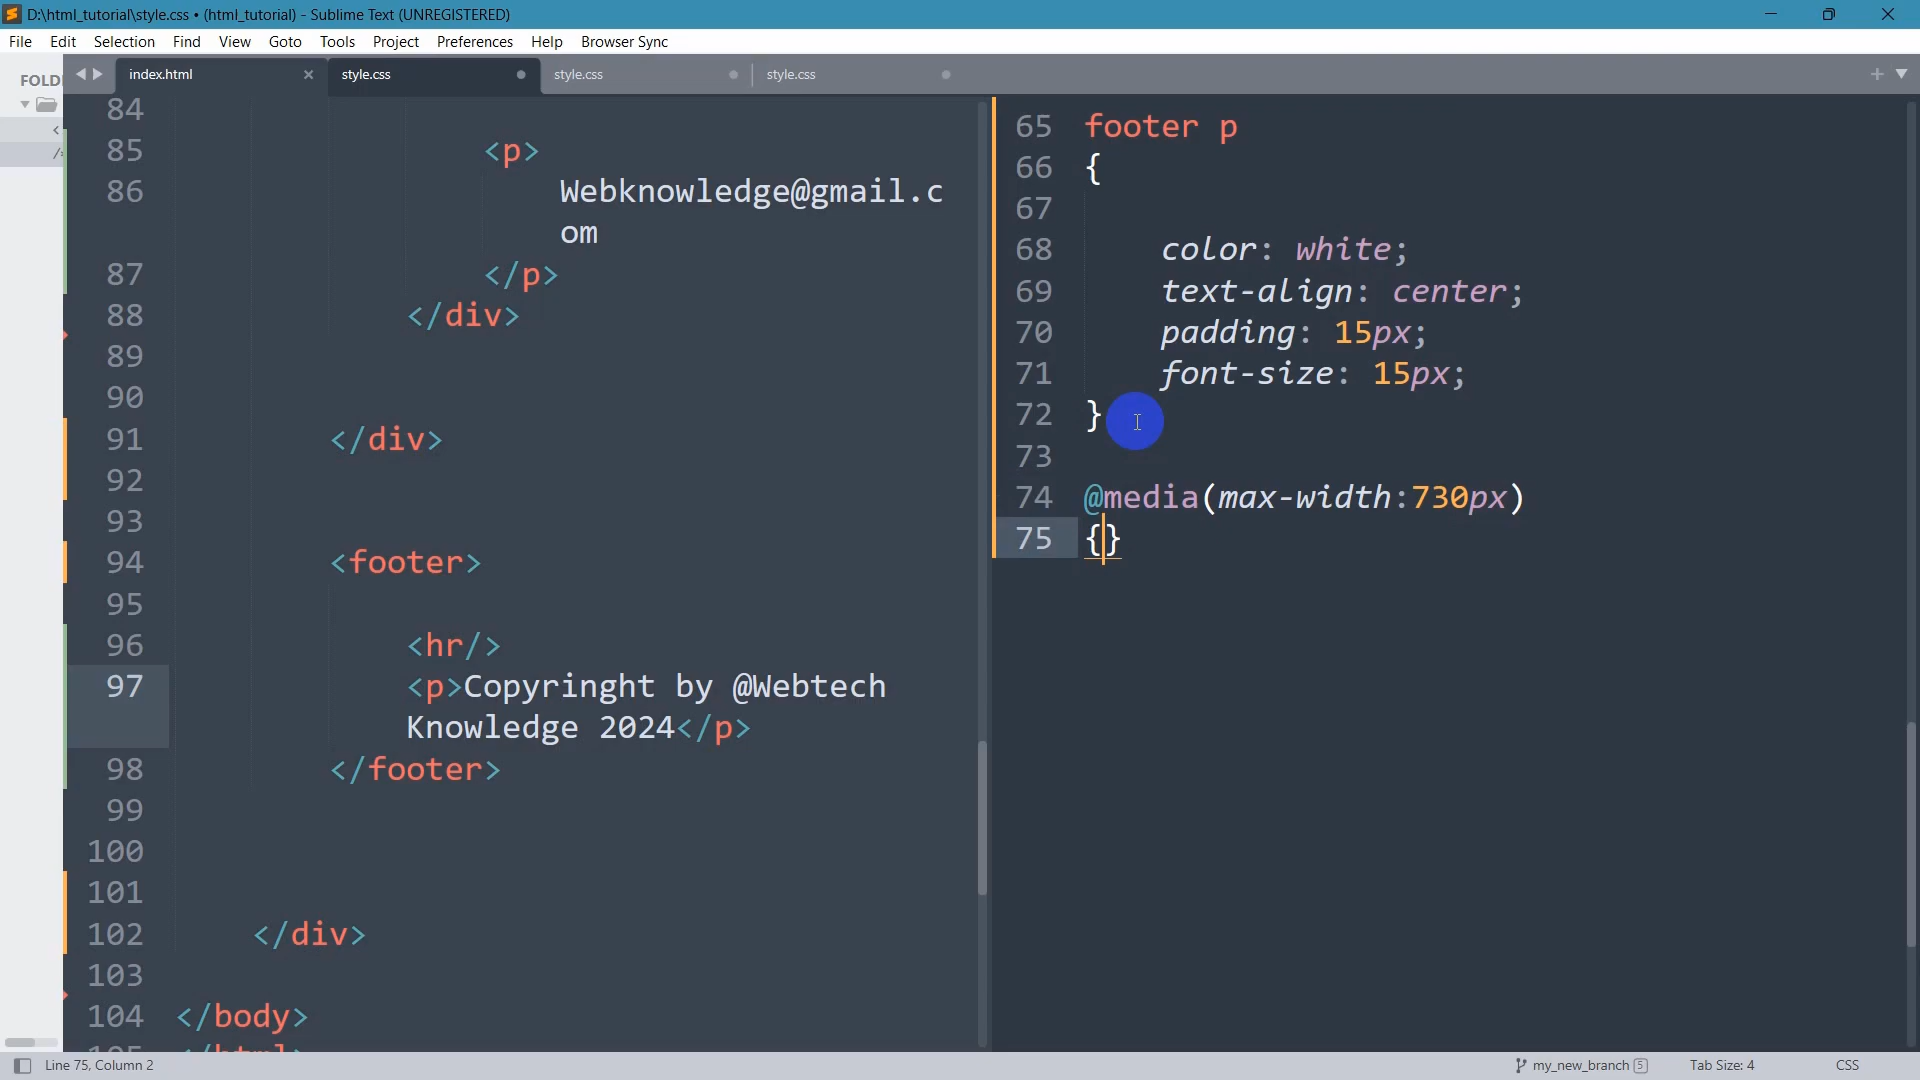 D:\html_tutorial\style.css • (html_tutorial) - Sublime Text (UNREGISTERED)
File Edit Selection Find View Goto Tools Project Preferences Help Browser Sync
FOLD
index.html
style.css
style.css
style.css
84
85 <p>
86 Webknowledge@gmail.c
om
87 </p>
88 </div>
89
90
91 </div>
92
93
94 <footer>
95
96 <hr/>
97 <p>Copyringht by @Webtech
Knowledge 2024</p>
98 </footer>
99
100
101
102 </div>
103
104 </body>
65 footer p
66 {
67
68 color: white;
69 text-align: center;
70 padding: 15px;
71 font-size: 15px;
72 }
73
74 @media(max-width:730px)
75 {}
Line 75, Column 2
my_new_branch 5
Tab Size: 4
CSS